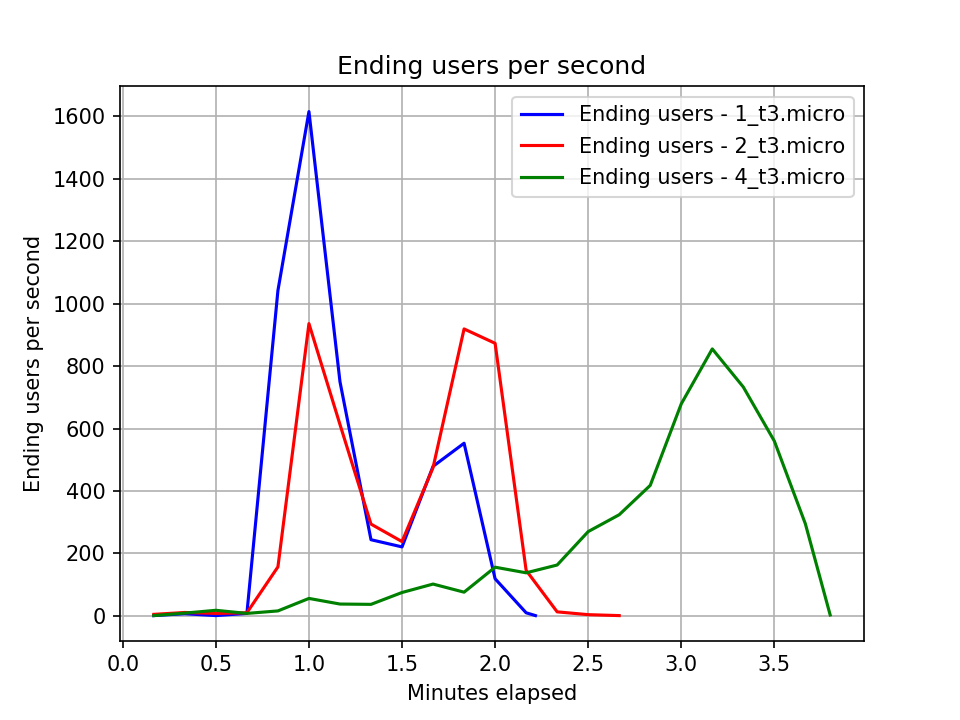 Ending users per second
Ending users - 1_t3.micro
Ending users - 2_t3.micro
Ending users - 4_t3.micro
Ending users per second
1600
1400
1200
1000
800
600
400
200
0
0.0 0.5 1.0 1.5 2.0 2.5 3.0 3.5
Minutes elapsed